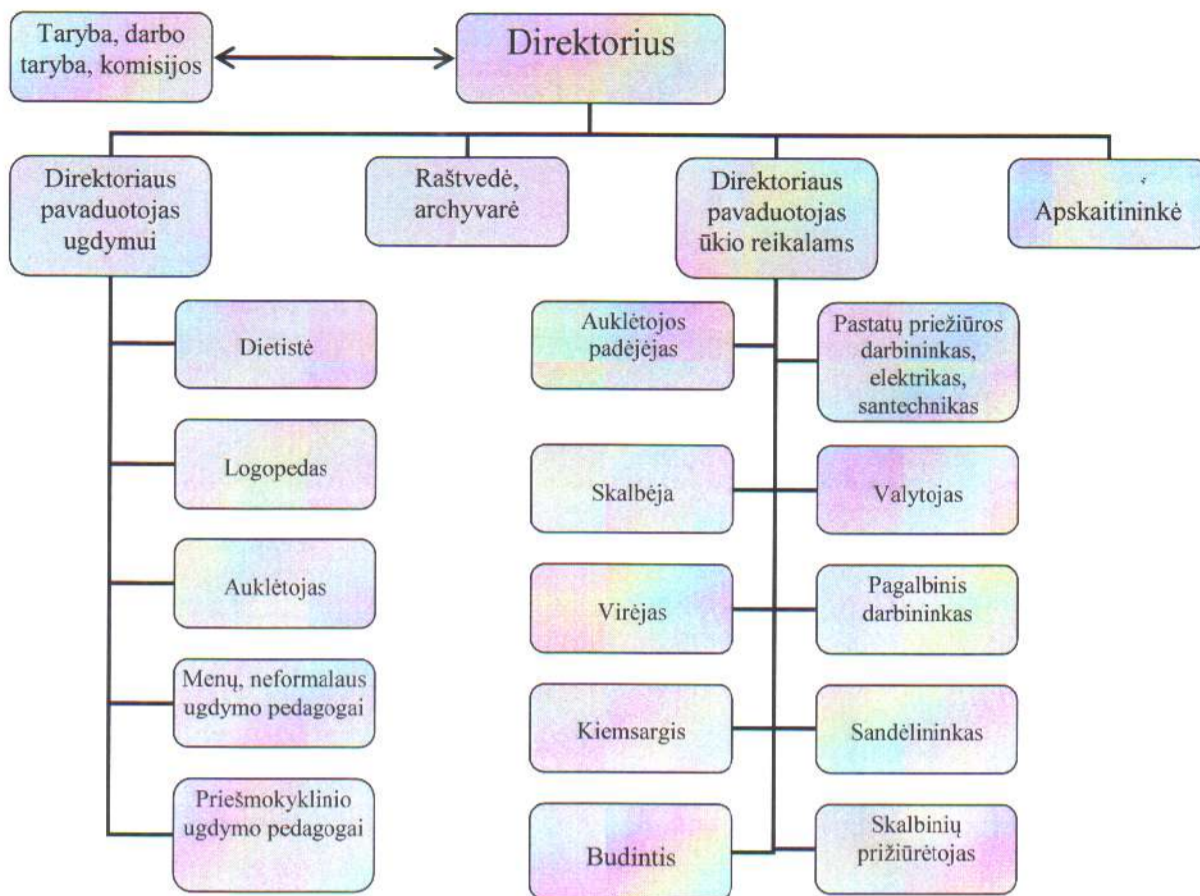 Taryba, darbo
taryba, komisijos
Direktorius
Direktoriaus
pavaduotojas
ugdymui
Raštvedė,
archyvarė
Direktoriaus
pavaduotojas
ūkio reikalams
Apskaitininkė
Dietistė
Logopedas
Auklėtojas
Menų, neformalaus
ugdymo pedagogai
Priešmokyklinio
ugdymo pedagogai
Auklėtojos
padėjėjas
Pastatų priežiūros
darbininkas,
elektrikas,
santechnikas
Skalbėja
Valytojas
Virėjas
Pagalbinis
darbininkas
Kiemsargis
Sandėlininkas
Budintis
Skalbinių
prižiūrėtojas